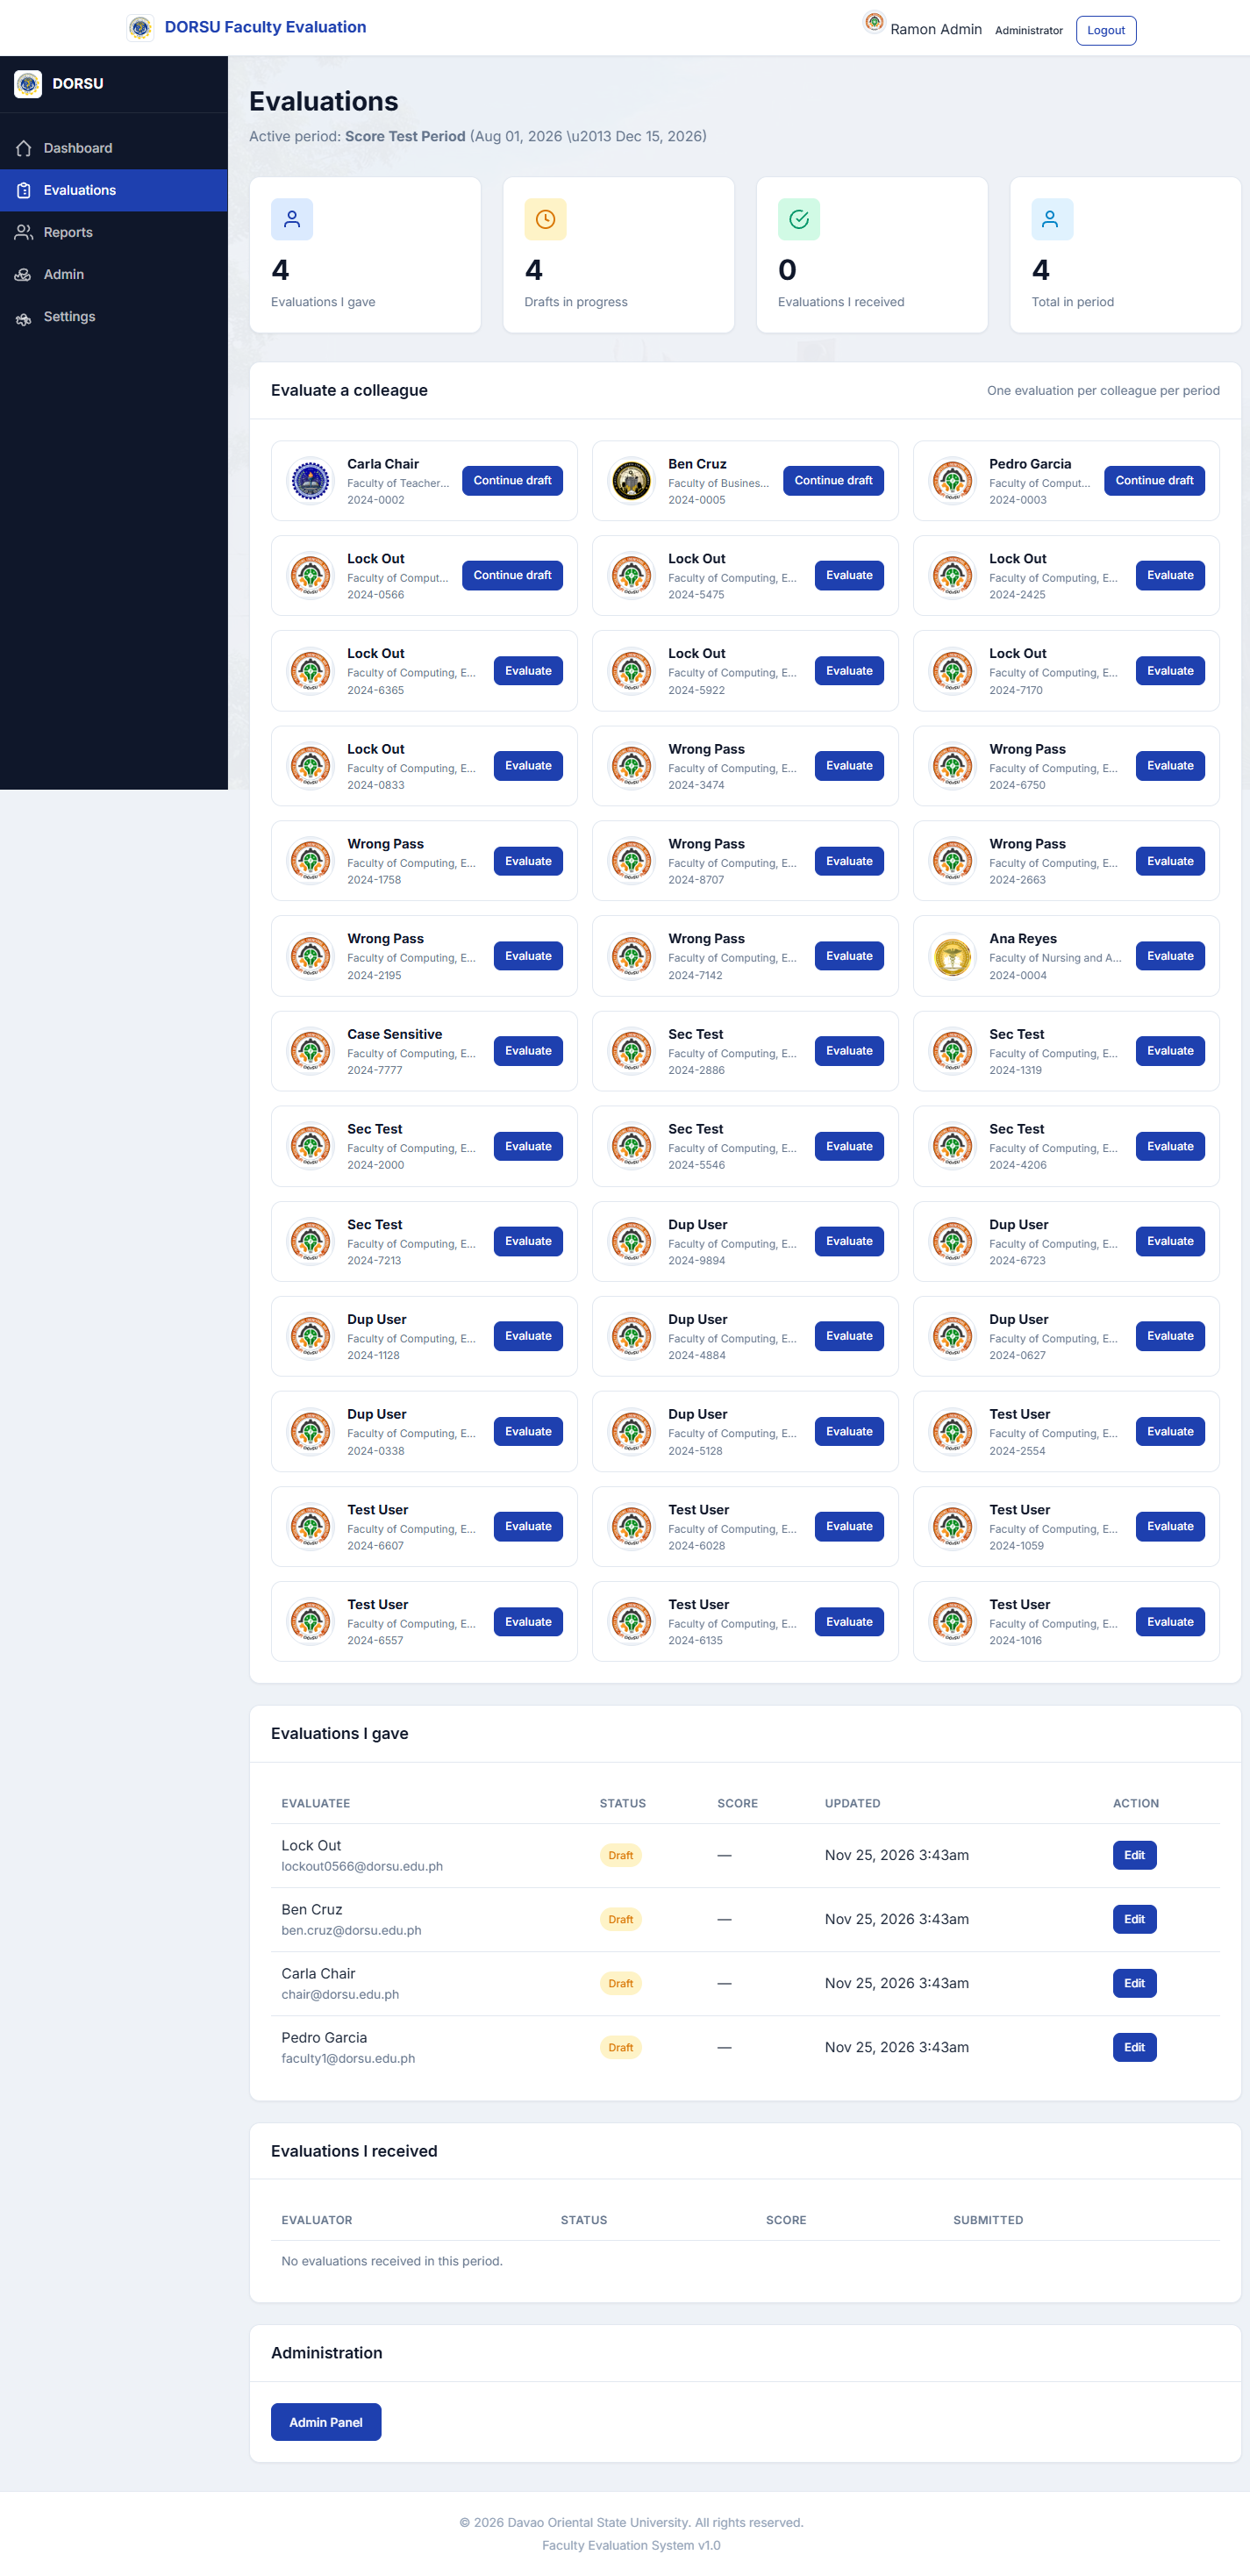 DORSU Faculty Evaluation
Ramon Admin Administrator Logout
DORSU
Dashboard
Evaluations
Reports
Admin
Settings
Evaluations
Active period: Score Test Period (Aug 01, 2026 \u2013 Dec 15, 2026)
4
Evaluations I gave
4
Drafts in progress
0
Evaluations I received
4
Total in period
Evaluate a colleague
One evaluation per colleague per period
Carla Chair
Faculty of Teacher...
2024-0002
Continue draft
Ben Cruz
Faculty of Busines...
2024-0005
Continue draft
Pedro Garcia
Faculty of Comput...
2024-0003
Continue draft
Lock Out
Faculty of Comput...
2024-0566
Continue draft
Lock Out
Faculty of Computing, E...
2024-5475
Evaluate
Lock Out
Faculty of Computing, E...
2024-2425
Evaluate
Lock Out
Faculty of Computing, E...
2024-6365
Evaluate
Lock Out
Faculty of Computing, E...
2024-5922
Evaluate
Lock Out
Faculty of Computing, E...
2024-7170
Evaluate
Lock Out
Faculty of Computing, E...
2024-0833
Evaluate
Wrong Pass
Faculty of Computing, E...
2024-3474
Evaluate
Wrong Pass
Faculty of Computing, E...
2024-6750
Evaluate
Wrong Pass
Faculty of Computing, E...
2024-1758
Evaluate
Wrong Pass
Faculty of Computing, E...
2024-8707
Evaluate
Wrong Pass
Faculty of Computing, E...
2024-2663
Evaluate
Wrong Pass
Faculty of Computing, E...
2024-2195
Evaluate
Wrong Pass
Faculty of Computing, E...
2024-7142
Evaluate
Ana Reyes
Faculty of Nursing and A...
2024-0004
Evaluate
Case Sensitive
Faculty of Computing, E...
2024-7777
Evaluate
Sec Test
Faculty of Computing, E...
2024-2886
Evaluate
Sec Test
Faculty of Computing, E...
2024-1319
Evaluate
Sec Test
Faculty of Computing, E...
2024-2000
Evaluate
Sec Test
Faculty of Computing, E...
2024-5546
Evaluate
Sec Test
Faculty of Computing, E...
2024-4206
Evaluate
Sec Test
Faculty of Computing, E...
2024-7213
Evaluate
Dup User
Faculty of Computing, E...
2024-9894
Evaluate
Dup User
Faculty of Computing, E...
2024-6723
Evaluate
Dup User
Faculty of Computing, E...
2024-1128
Evaluate
Dup User
Faculty of Computing, E...
2024-4884
Evaluate
Dup User
Faculty of Computing, E...
2024-0627
Evaluate
Dup User
Faculty of Computing, E...
2024-0338
Evaluate
Dup User
Faculty of Computing, E...
2024-5128
Evaluate
Test User
Faculty of Computing, E...
2024-2554
Evaluate
Test User
Faculty of Computing, E...
2024-6607
Evaluate
Test User
Faculty of Computing, E...
2024-6028
Evaluate
Test User
Faculty of Computing, E...
2024-1059
Evaluate
Test User
Faculty of Computing, E...
2024-6557
Evaluate
Test User
Faculty of Computing, E...
2024-6135
Evaluate
Test User
Faculty of Computing, E...
2024-1016
Evaluate
Evaluations I gave
EVALUATEE STATUS SCORE UPDATED ACTION
Lock Out
lockout0566@dorsu.edu.ph
Draft — Nov 25, 2026 3:43am Edit
Ben Cruz
ben.cruz@dorsu.edu.ph
Draft — Nov 25, 2026 3:43am Edit
Carla Chair
chair@dorsu.edu.ph
Draft — Nov 25, 2026 3:43am Edit
Pedro Garcia
faculty1@dorsu.edu.ph
Draft — Nov 25, 2026 3:43am Edit
Evaluations I received
EVALUATOR STATUS SCORE SUBMITTED
No evaluations received in this period.
Administration
Admin Panel
© 2026 Davao Oriental State University. All rights reserved.
Faculty Evaluation System v1.0